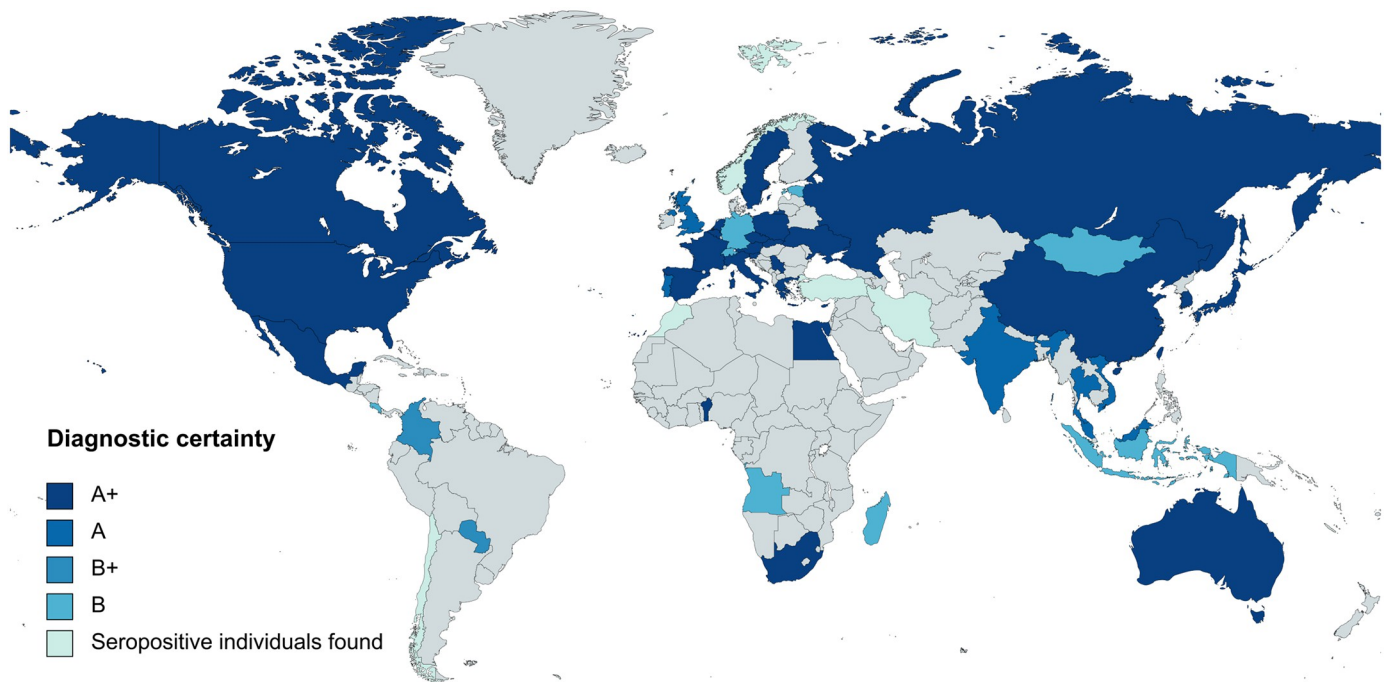 Diagnostic certainty
A+
A
B+
B
Seropositive individuals found